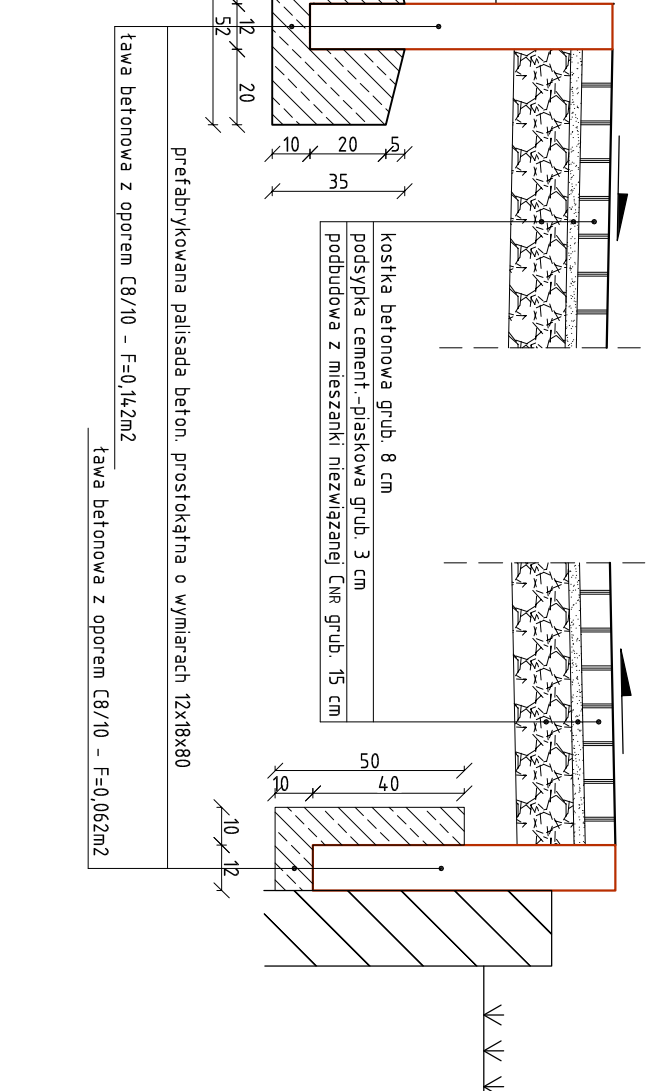 kostka betonowa grub. 8 cm
podsypka cement.-piaskowa grub. 3 cm
podbudowa z mieszanki niezwiązanej CNR grub. 15 cm
prefabrykowana palisada beton. prostokątna o wymiarach 12x18x80
ława betonowa z oporem C8/10 - F=0,142m2
ława betonowa z oporem C8/10 - F=0,062m2
12
52
20
10
20
5
35
50
10
40
10
12